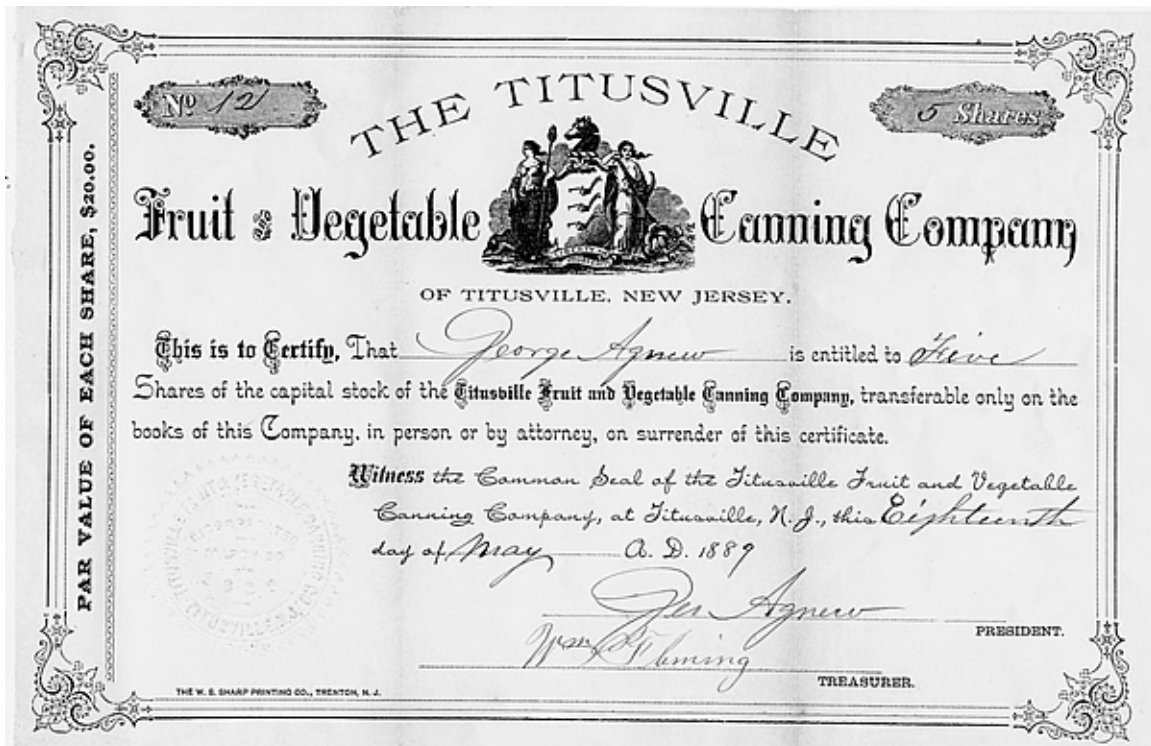 No 121
5 Shares
THE TITUSVILLE
Fruit & Vegetable Canning Company
OF TITUSVILLE, NEW JERSEY.
PAR VALUE OF EACH SHARE, $20.00.
This is to Certify, That George Agnew is entitled to Five
Shares of the capital stock of the Titusville Fruit and Vegetable Canning Company, transferable only on the
books of this Company, in person or by attorney, on surrender of this certificate.
Witness the Common Seal of the Titusville Fruit and Vegetable
Canning Company, at Titusville, N. J., this Eighteenth
day of May A. D. 1889
Geo Agnew
PRESIDENT.
Wm Fleming
TREASURER.
THE W. S. SHARP PRINTING CO., TRENTON, N. J.